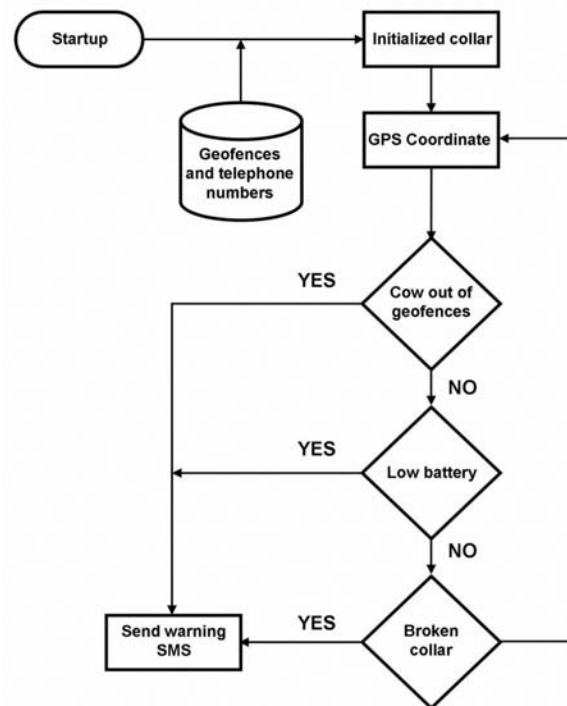 Startup
Initialized collar
Geofences
and telephone
numbers
GPS Coordinate
YES
Cow out of
geofences
NO
YES
Low battery
NO
YES
Send warning
SMS
Broken
collar